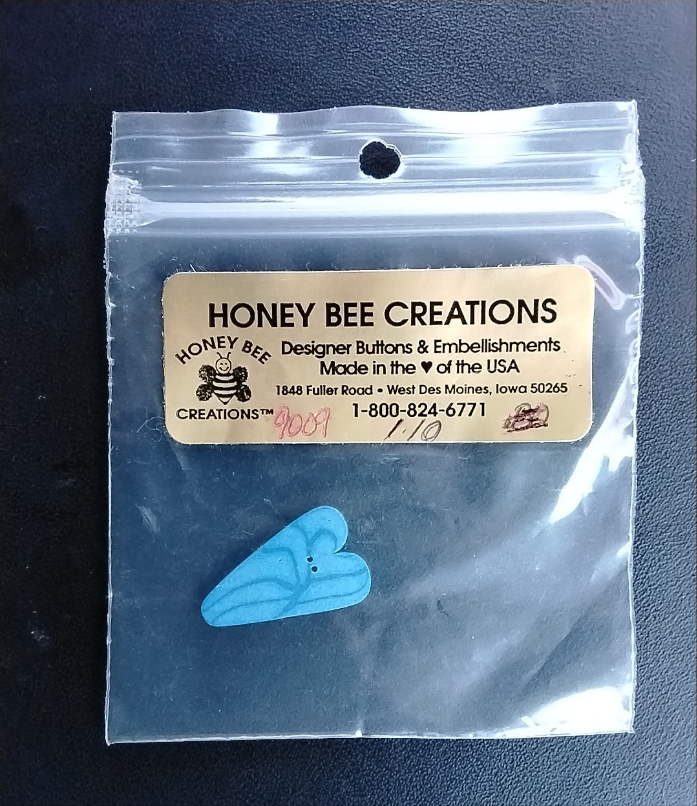 HONEY BEE CREATIONS
HONEY BEE
CREATIONS™
Designer Buttons & Embellishments
Made in the ♥ of the USA
1848 Fuller Road • West Des Moines, Iowa 50265
1-800-824-6771
9009
1.10